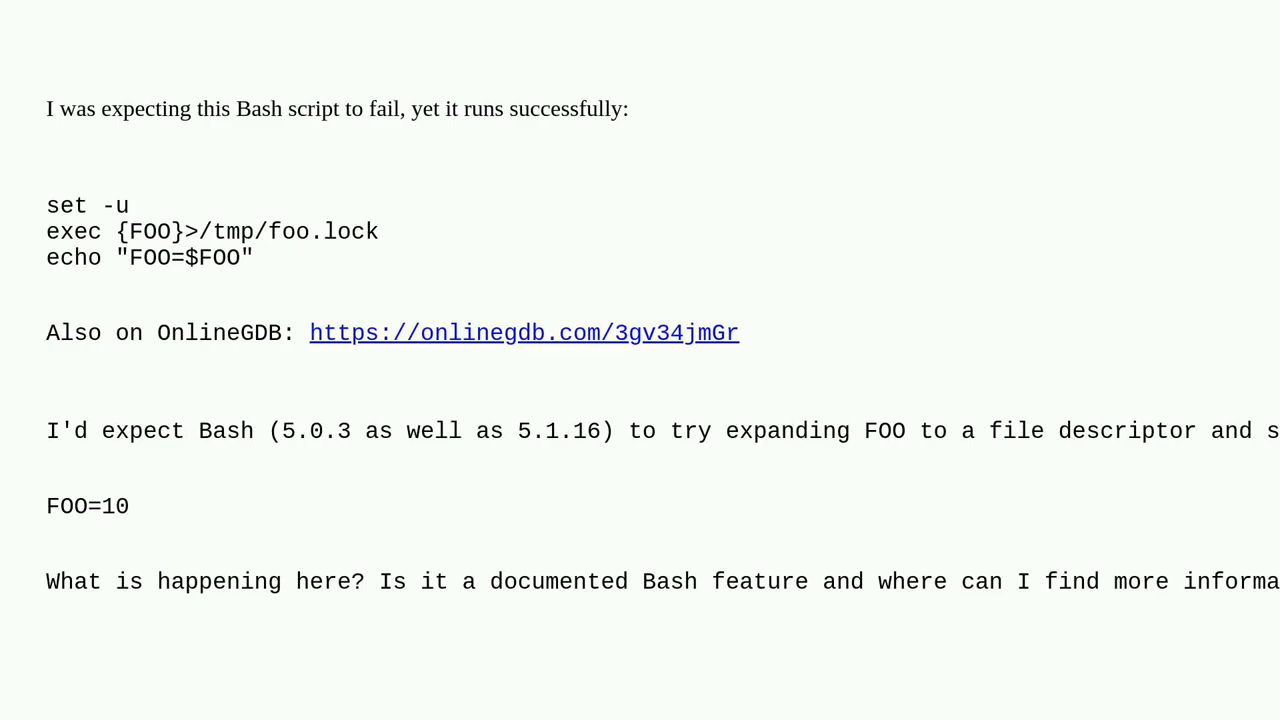 I was expecting this Bash script to fail, yet it runs successfully:
set -u
exec {FOO}>/tmp/foo.lock
echo "FOO=$FOO"
Also on OnlineGDB: https://onlinegdb.com/3gv34jmGr
I'd expect Bash (5.0.3 as well as 5.1.16) to try expanding FOO to a file descriptor and
FOO=10
What is happening here? Is it a documented Bash feature and where can I find more